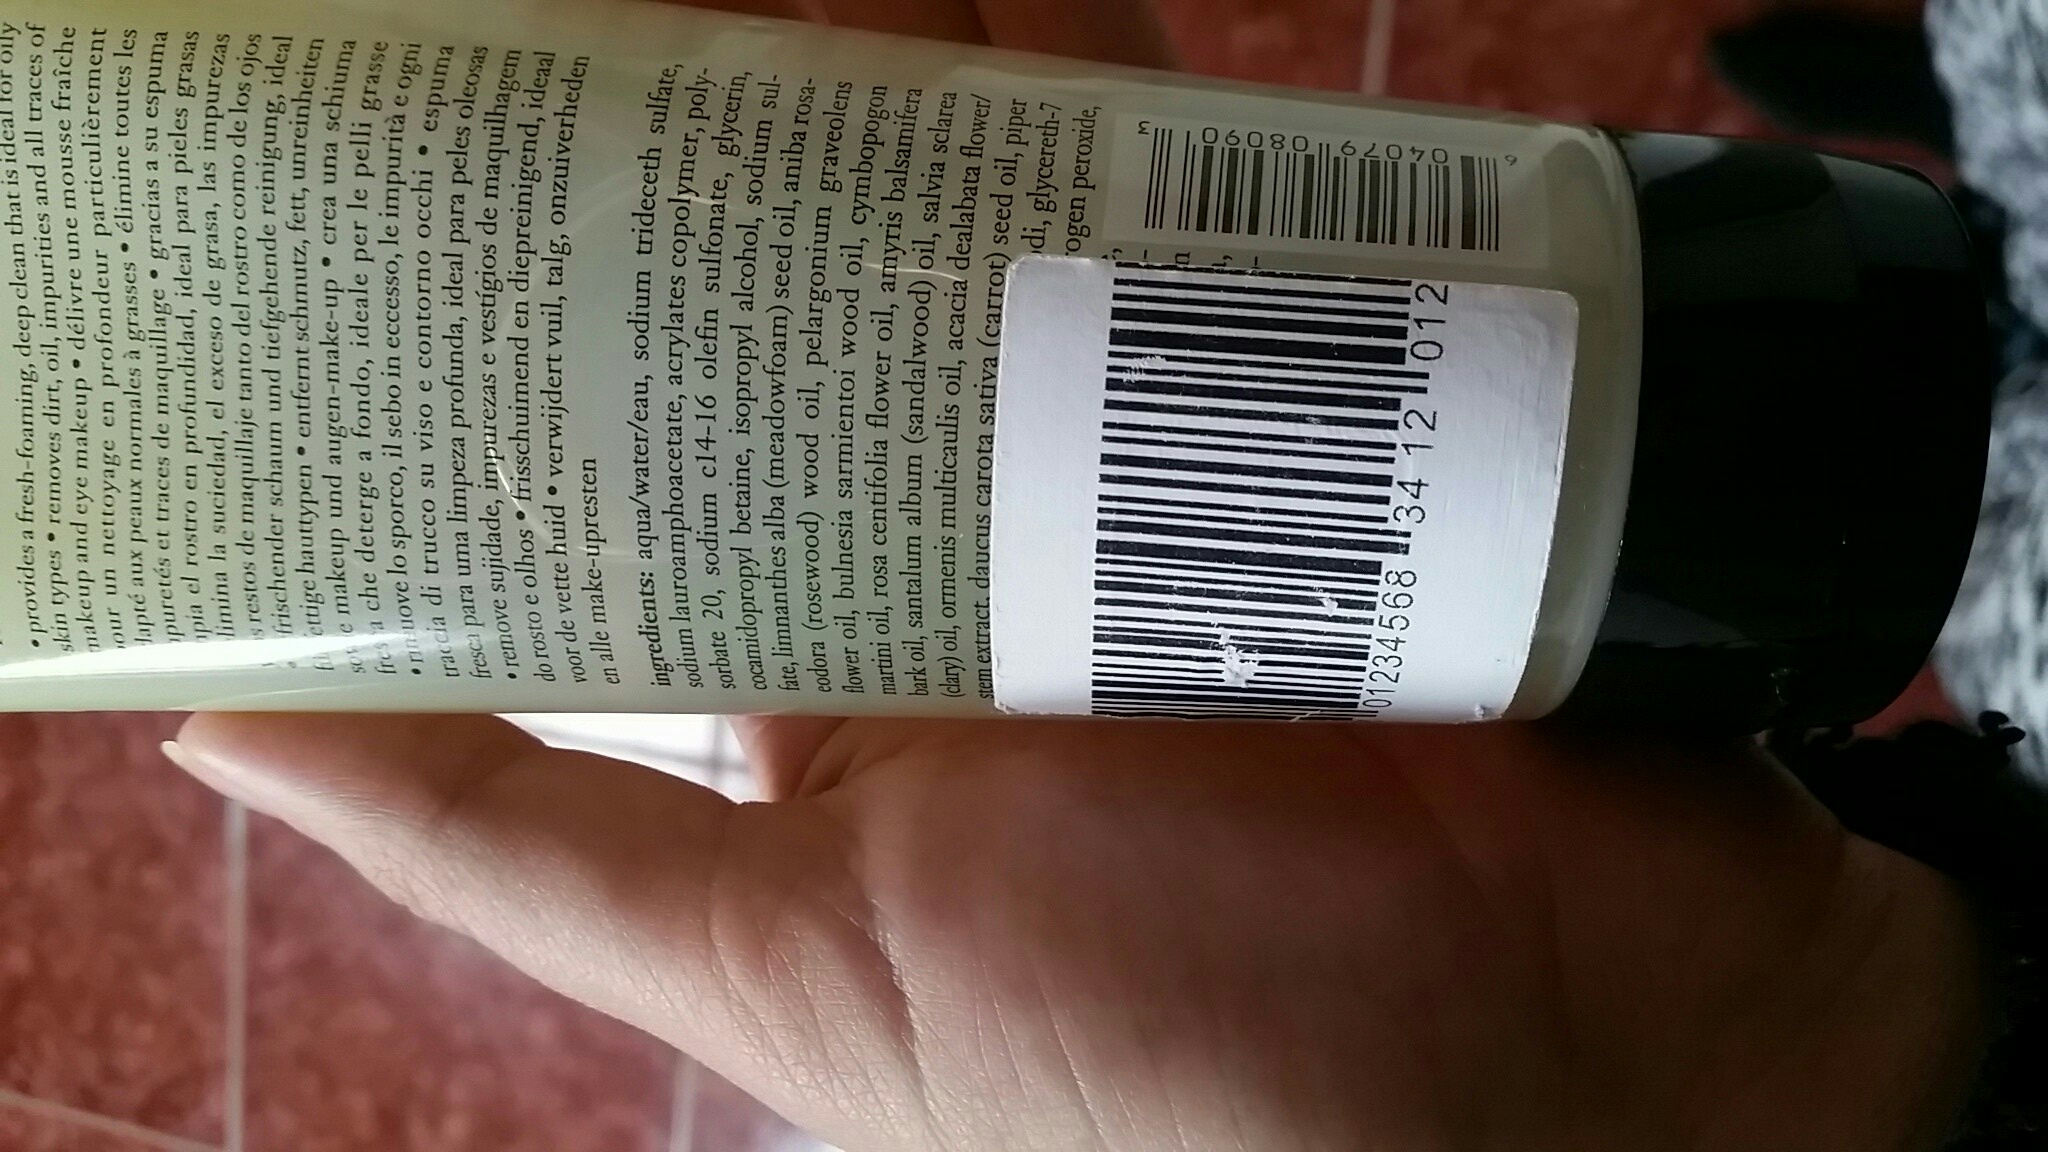 • provides a fresh-foaming, deep clean that is ideal for oily
skin types • removes dirt, oil, impurities and all traces of
makeup and eye makeup • délivre une mousse fraîche
pour un nettoyage en profondeur particulièrement
adapté aux peaux normales à grasses • élimine toutes les
impuretés et traces de maquillage • gracias a su espuma
limpia el rostro en profundidad, ideal para pieles grasas
elimina la suciedad, el exceso de grasa, las impurezas
restos de maquillaje tanto del rostro como de los ojos
frischender schaum und tiefgehende reinigung, ideal
fettige hauttypen • entfernt schmutz, fett, unreinheiten
makeup und augen-make-up • crea una schiuma
che deterge a fondo, ideale per le pelli grasse
• rimuove lo sporco, il sebo in eccesso, le impurità e ogni
traccia di trucco su viso e contorno occhi • espuma
fresca para uma limpeza profunda, ideal para peles oleosas
• remove sujidade, impurezas e vestígios de maquilhagem
do rosto e olhos • frisschuimend en diepreinigend, ideaal
voor de vette huid • verwijdert vuil, talg, onzuiverheden
en alle make-upresten
ingredients: aqua/water/eau, sodium trideceth sulfate,
sodium lauroamphoacetate, acrylates copolymer, poly-
sorbate 20, sodium c14-16 olefin sulfonate, glycerin,
cocamidopropyl betaine, isopropyl alcohol, sodium sul-
fate, limnanthes alba (meadowfoam) seed oil, aniba rosa-
eodora (rosewood) wood oil, pelargonium graveolens
flower oil, bulnesia sarmientoi wood oil, cymbopogon
martini oil, rosa centifolia flower oil, amyris balsamifera
bark oil, santalum album (sandalwood) oil, salvia sclarea
(clary) oil, ormenis multicaulis oil, acacia dealabata flower/
stem extract, daucus carota sativa (carrot) seed oil, piper
di, glycereth-7
rogen peroxide,
6 04079 08090 3
01234568 34 12 012